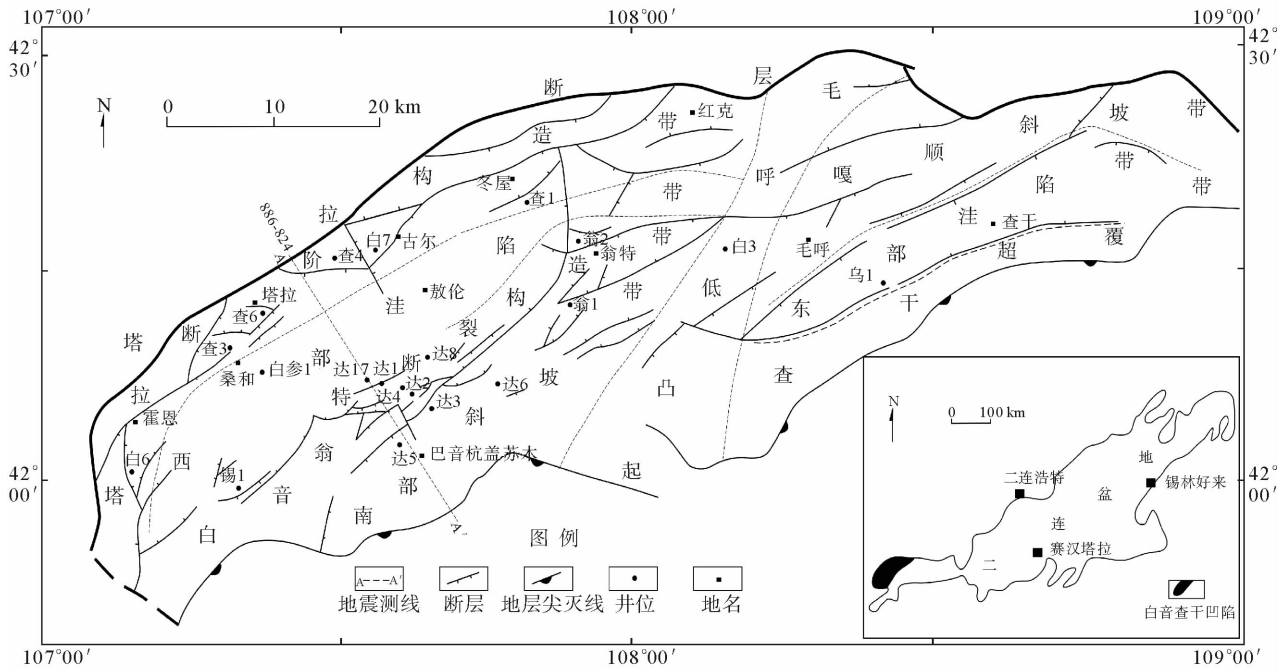 107°00′
108°00′
109°00′
42°
30′
42°
30′
N
0
10
20 km
断
层
毛
带
红克
造
斜
坡
带
顺
带
带
构
冬屋
查1
带
呼
嘎
陷
拉
886-824
白7
古尔
陷
翁2
带
翁特
白3
毛呼
洼
查干
覆
A
阶
查4
造
部
超
塔拉
敖伦
洼
构
翁1
带
低
乌1
东
干
查6
塔
断
裂
查3
部
断
达8
桑和
白参1
达17
达1
达2
达6
坡
凸
查
拉
特
达4
达3
斜
霍恩
白6
西
翁
达5
巴音杭盖苏木
42°
00′
42°
00′
塔
锡1
音
部
起
南
白
A′
图 例
A---A′
地震测线
断层
地层尖灭线
井位
地名
N
0
100 km
地
二连浩特
盆
锡林好来
连
赛汉塔拉
二
白音查干凹陷
107°00′
108°00′
109°00′